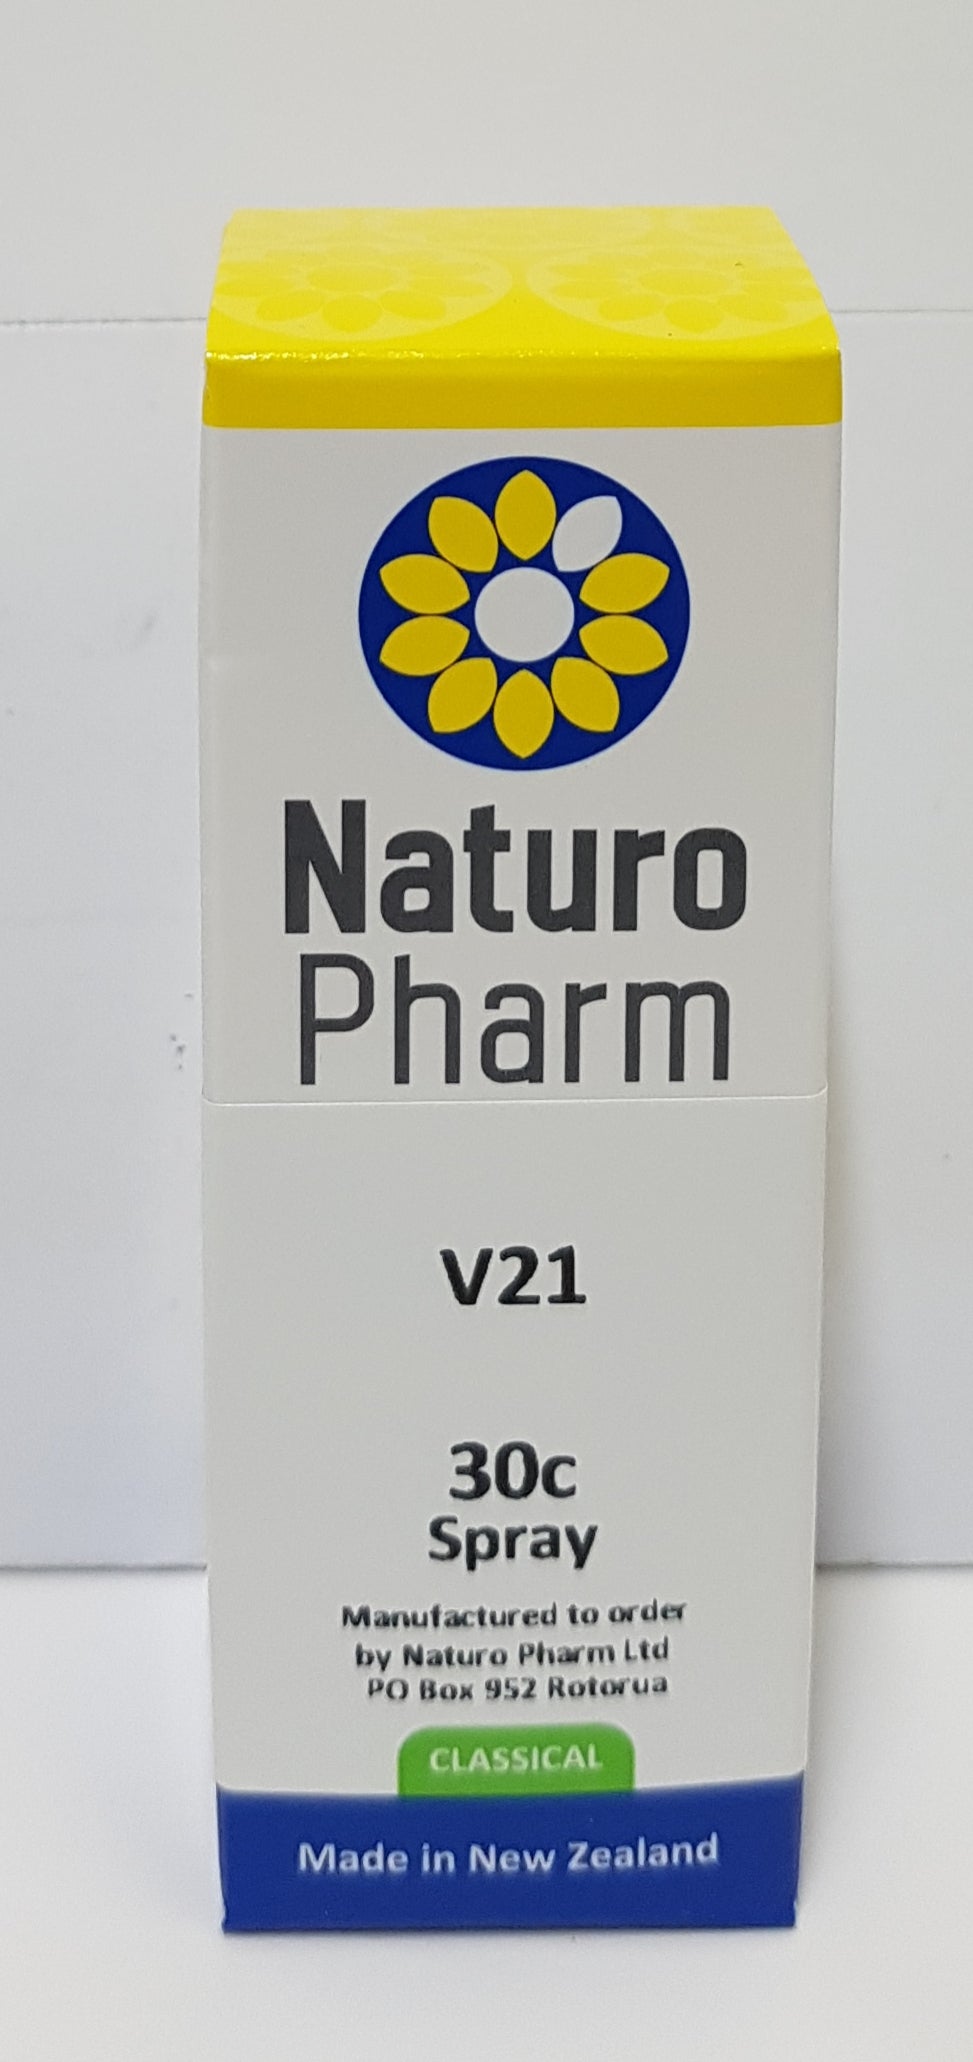 Naturo
Pharm
V21
30c
Spray
Manufactured to order
by Naturo Pharm Ltd
PO Box 952 Rotorua
CLASSICAL
Made in New Zealand